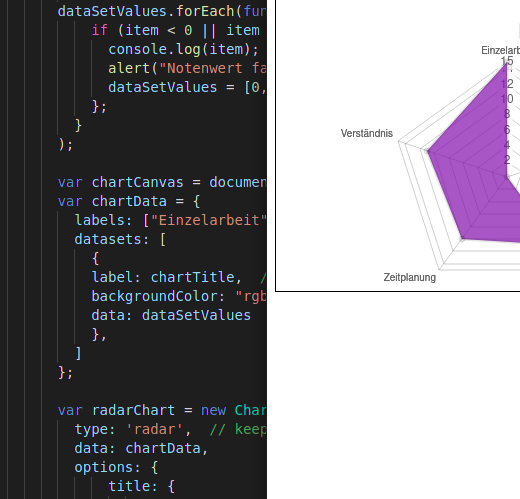 dataSetValues.forEach(fun
if (item < 0 || item
console.log(item);
alert("Notenwert fa
dataSetValues = [0,
};
}
);
var chartCanvas = documen
var chartData = {
labels: ["Einzelarbeit"
datasets: [
{
label: chartTitle, /
backgroundColor: "rgb
data: dataSetValues
},
]
};
var radarChart = new Char
type: 'radar', // keep
data: chartData,
options: {
title: {
Einzelarb
15
12
10
8
6
4
2
Verständnis
Zeitplanung